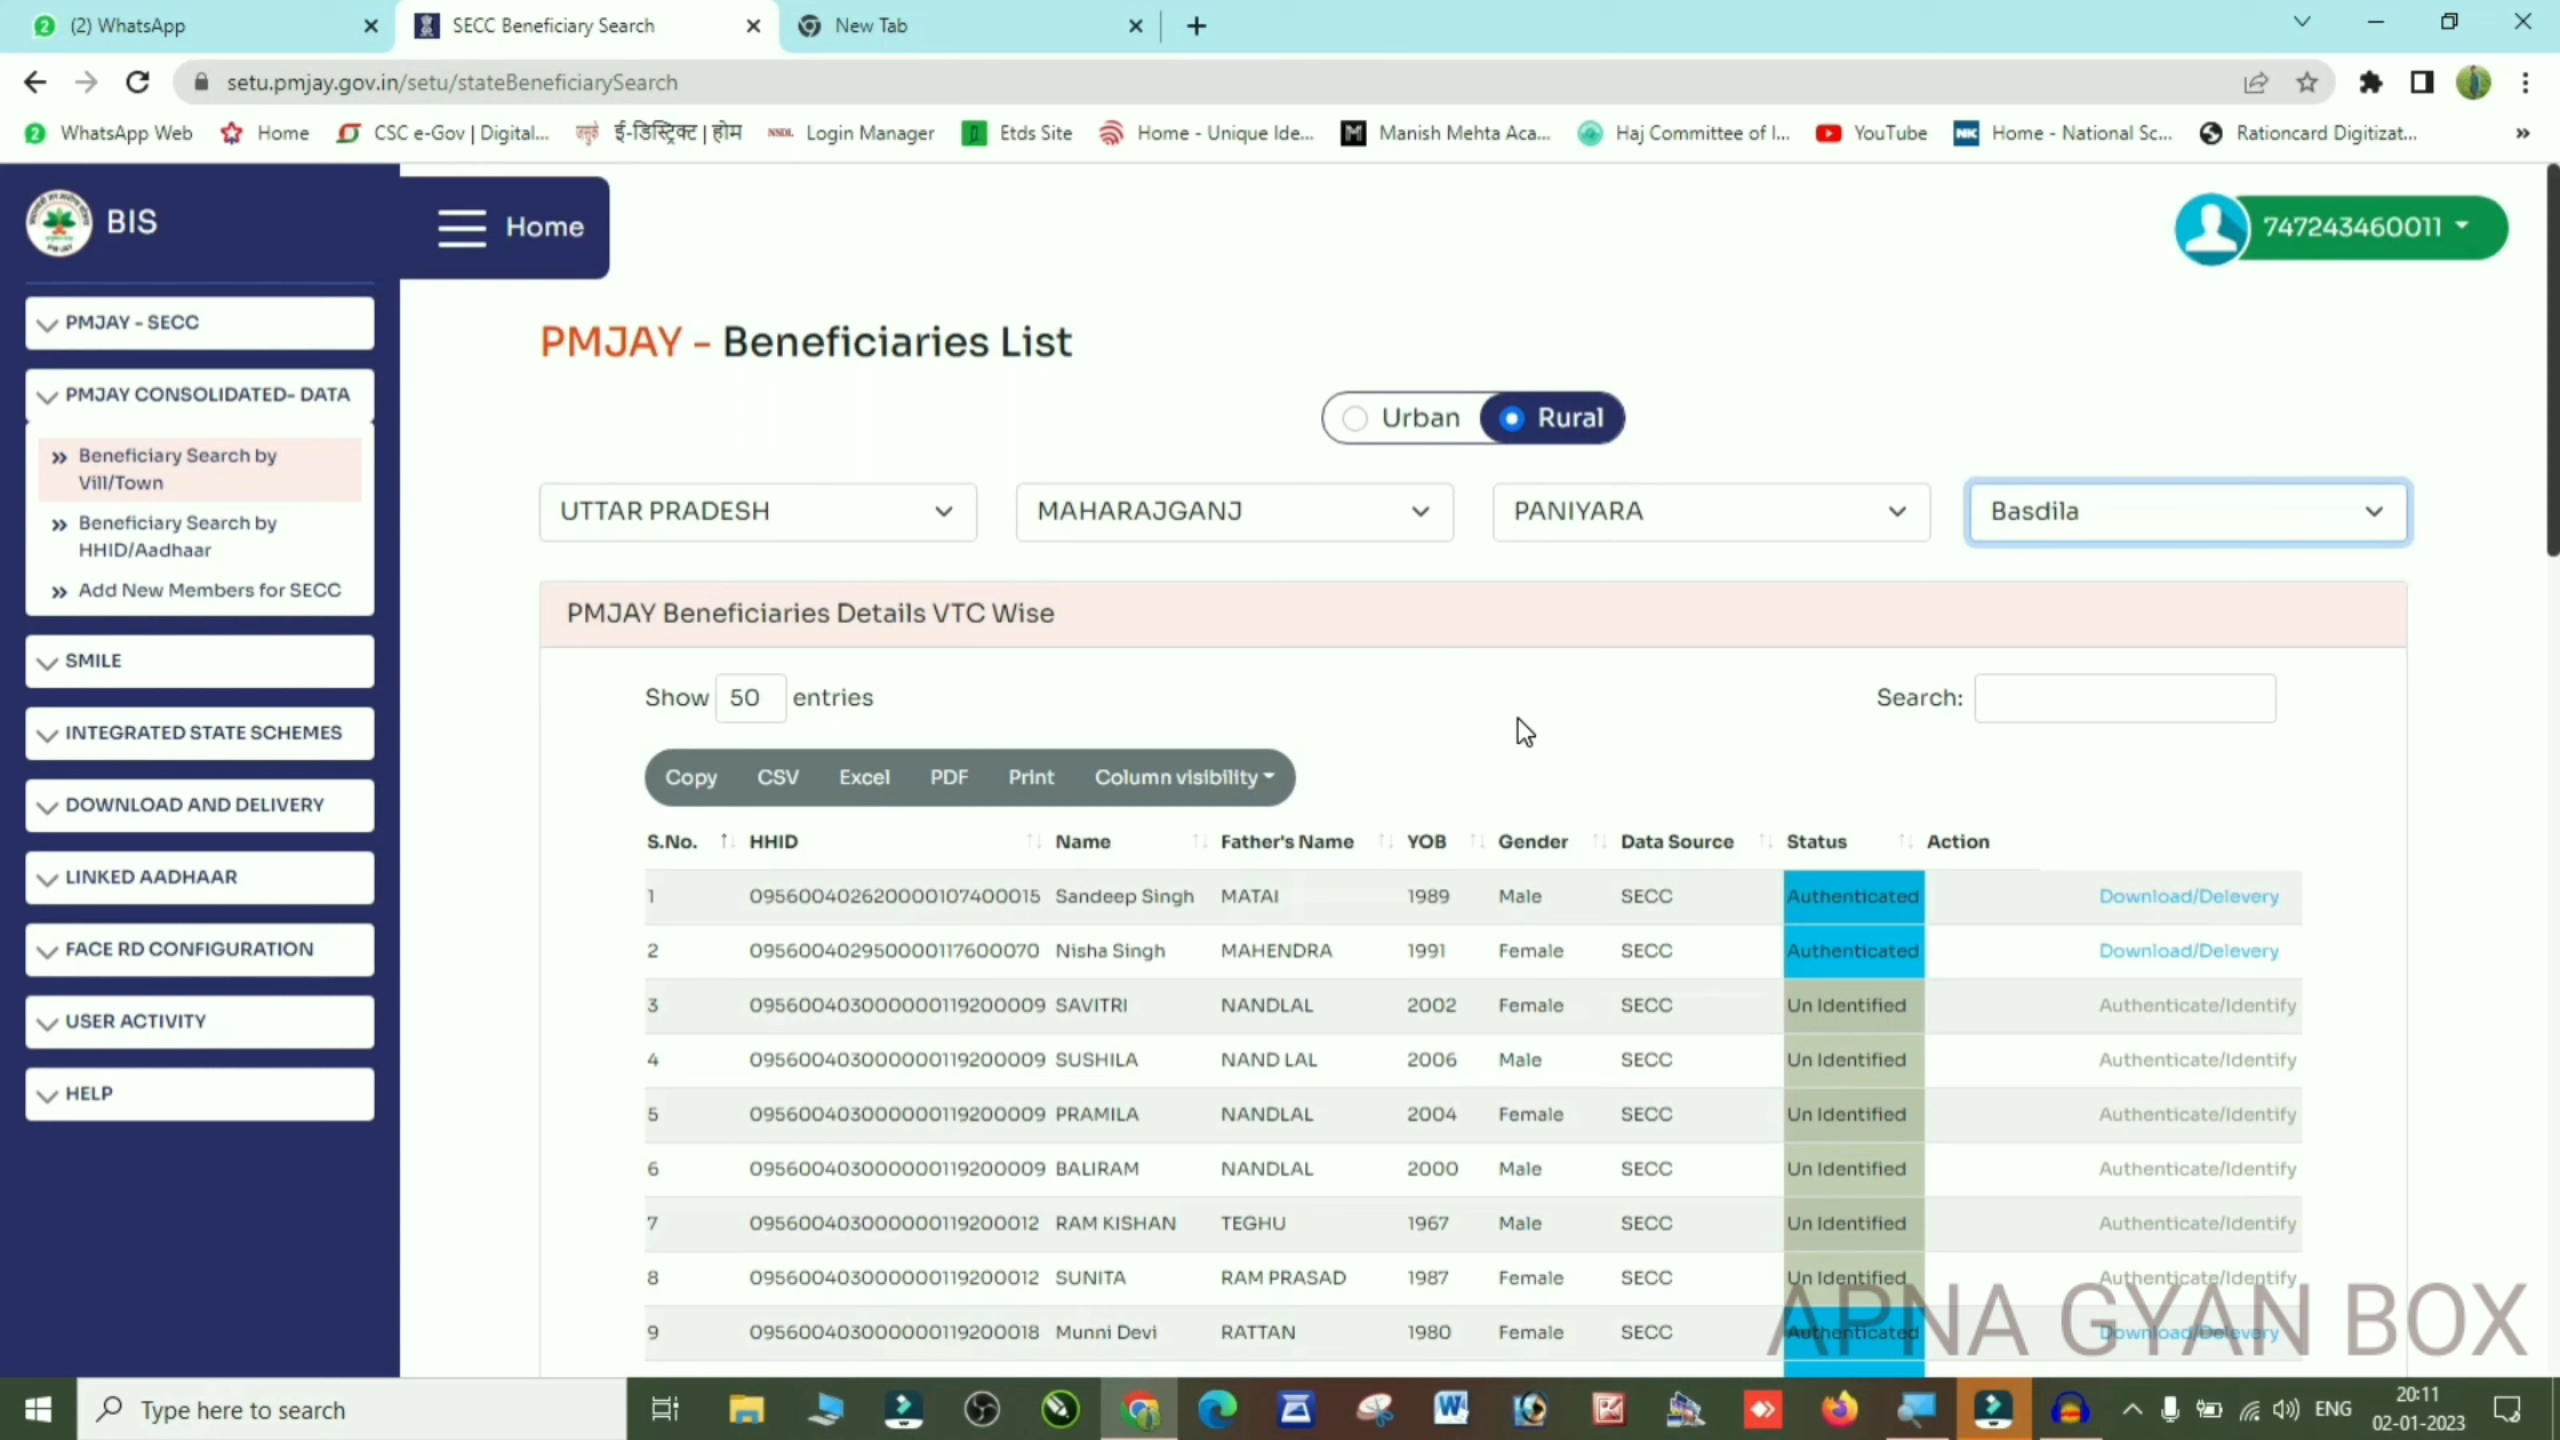 (2) WhatsApp
SECC Beneficiary Search
New Tab
setu.pmjay.gov.in/setu/stateBeneficiarySearch
WhatsApp Web
Home
CSC e-Gov | Digital...
ई-डिस्ट्रिक्ट | होम
NSDL Login Manager
Etds Site
Home - Unique Ide...
Manish Mehta Aca...
Haj Committee of I...
YouTube
NK Home - National Sc...
Rationcard Digitizat...
BIS
Home
747243460011
PMJAY - SECC
PMJAY CONSOLIDATED- DATA
Beneficiary Search by
Vill/Town
Beneficiary Search by
HHID/Aadhaar
Add New Members for SECC
SMILE
INTEGRATED STATE SCHEMES
DOWNLOAD AND DELIVERY
LINKED AADHAAR
FACE RD CONFIGURATION
USER ACTIVITY
HELP
PMJAY - Beneficiaries List
Urban Rural
UTTAR PRADESH MAHARAJGANJ PANIYARA Basdila
PMJAY Beneficiaries Details VTC Wise
Show 50 entries Search:
Copy CSV Excel PDF Print Column visibility
S.No. HHID Name Father's Name YOB Gender Data Source Status Action
1 095600402620000107400015 Sandeep Singh MATAI 1989 Male SECC Authenticated Download/Delevery
2 095600402950000117600070 Nisha Singh MAHENDRA 1991 Female SECC Authenticated Download/Delevery
3 095600403000000119200009 SAVITRI NANDLAL 2002 Female SECC Un Identified Authenticate/Identify
4 095600403000000119200009 SUSHILA NAND LAL 2006 Male SECC Un Identified Authenticate/Identify
5 095600403000000119200009 PRAMILA NANDLAL 2004 Female SECC Un Identified Authenticate/Identify
6 095600403000000119200009 BALIRAM NANDLAL 2000 Male SECC Un Identified Authenticate/Identify
7 095600403000000119200012 RAM KISHAN TEGHU 1967 Male SECC Un Identified Authenticate/Identify
8 095600403000000119200012 SUNITA RAM PRASAD 1987 Female SECC Un Identified Authenticate/Identify
9 095600403000000119200018 Munni Devi RATTAN 1980 Female SECC Authenticated Download/Delevery
APNA GYAN BOX
Type here to search
ENG
20:11
02-01-2023